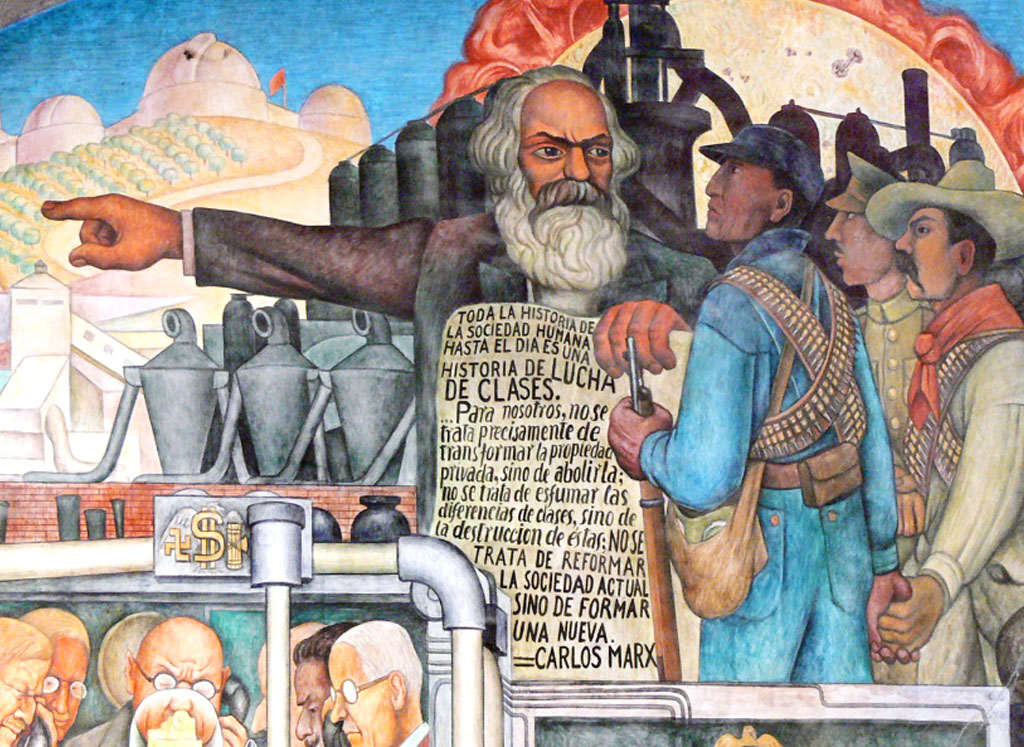 TODA LA HISTORIA DE
LA SOCIEDAD HUMANA
HASTA EL DIA ES UNA
HISTORIA DE LUCHA
DE CLASES.
...Para nosotros, no se
trata precisamente de
transformar la propiedad
privada, sino de abolirla;
no se trata de esfumar las
diferencias de clases, sino de
la destruccion de éstas; NO SE
TRATA DE REFORMAR
LA SOCIEDAD ACTUAL
SINO DE FORMAR
UNA NUEVA.
=CARLOS MARX
$